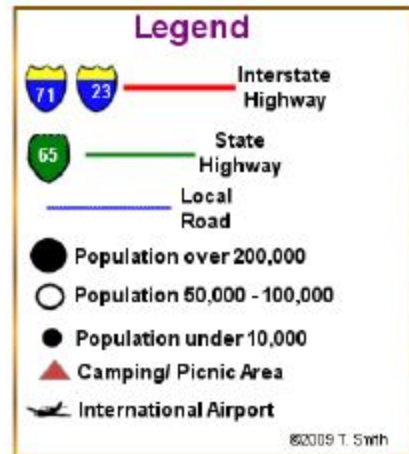 Legend
71 23 Interstate
Highway
65 State
Highway
Local
Road
Population over 200,000
Population 50,000 - 100,000
Population under 10,000
Camping/ Picnic Area
International Airport
©2009 T. Smith